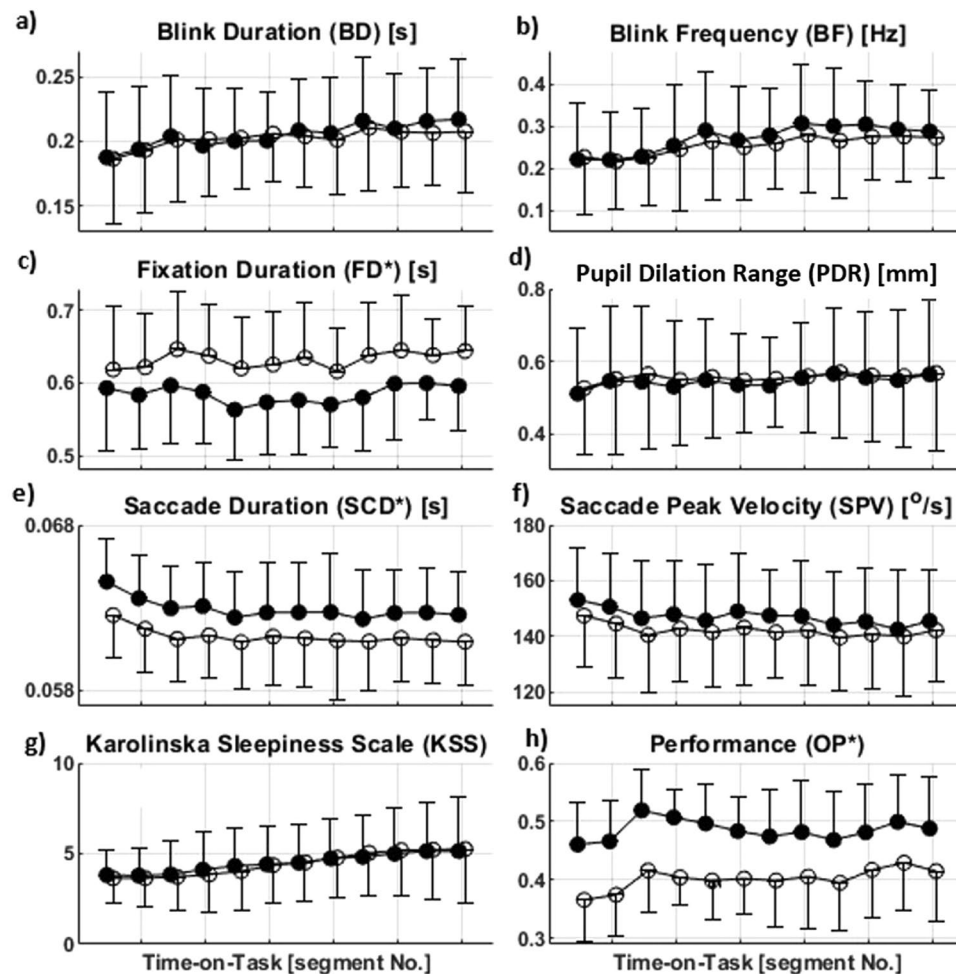 a) Blink Duration (BD) [s]
0.25
0.2
0.15
b) Blink Frequency (BF) [Hz]
0.4
0.3
0.2
0.1
c) Fixation Duration (FD*) [s]
0.7
0.6
0.5
d) Pupil Dilation Range (PDR) [mm]
0.8
0.6
0.4
e) Saccade Duration (SCD*) [s]
0.068
0.058
f) Saccade Peak Velocity (SPV) [°/s]
180
160
140
120
g) Karolinska Sleepiness Scale (KSS)
10
5
0
Time-on-Task [segment No.]
h) Performance (OP*)
0.6
0.5
0.4
0.3
Time-on-Task [segment No.]